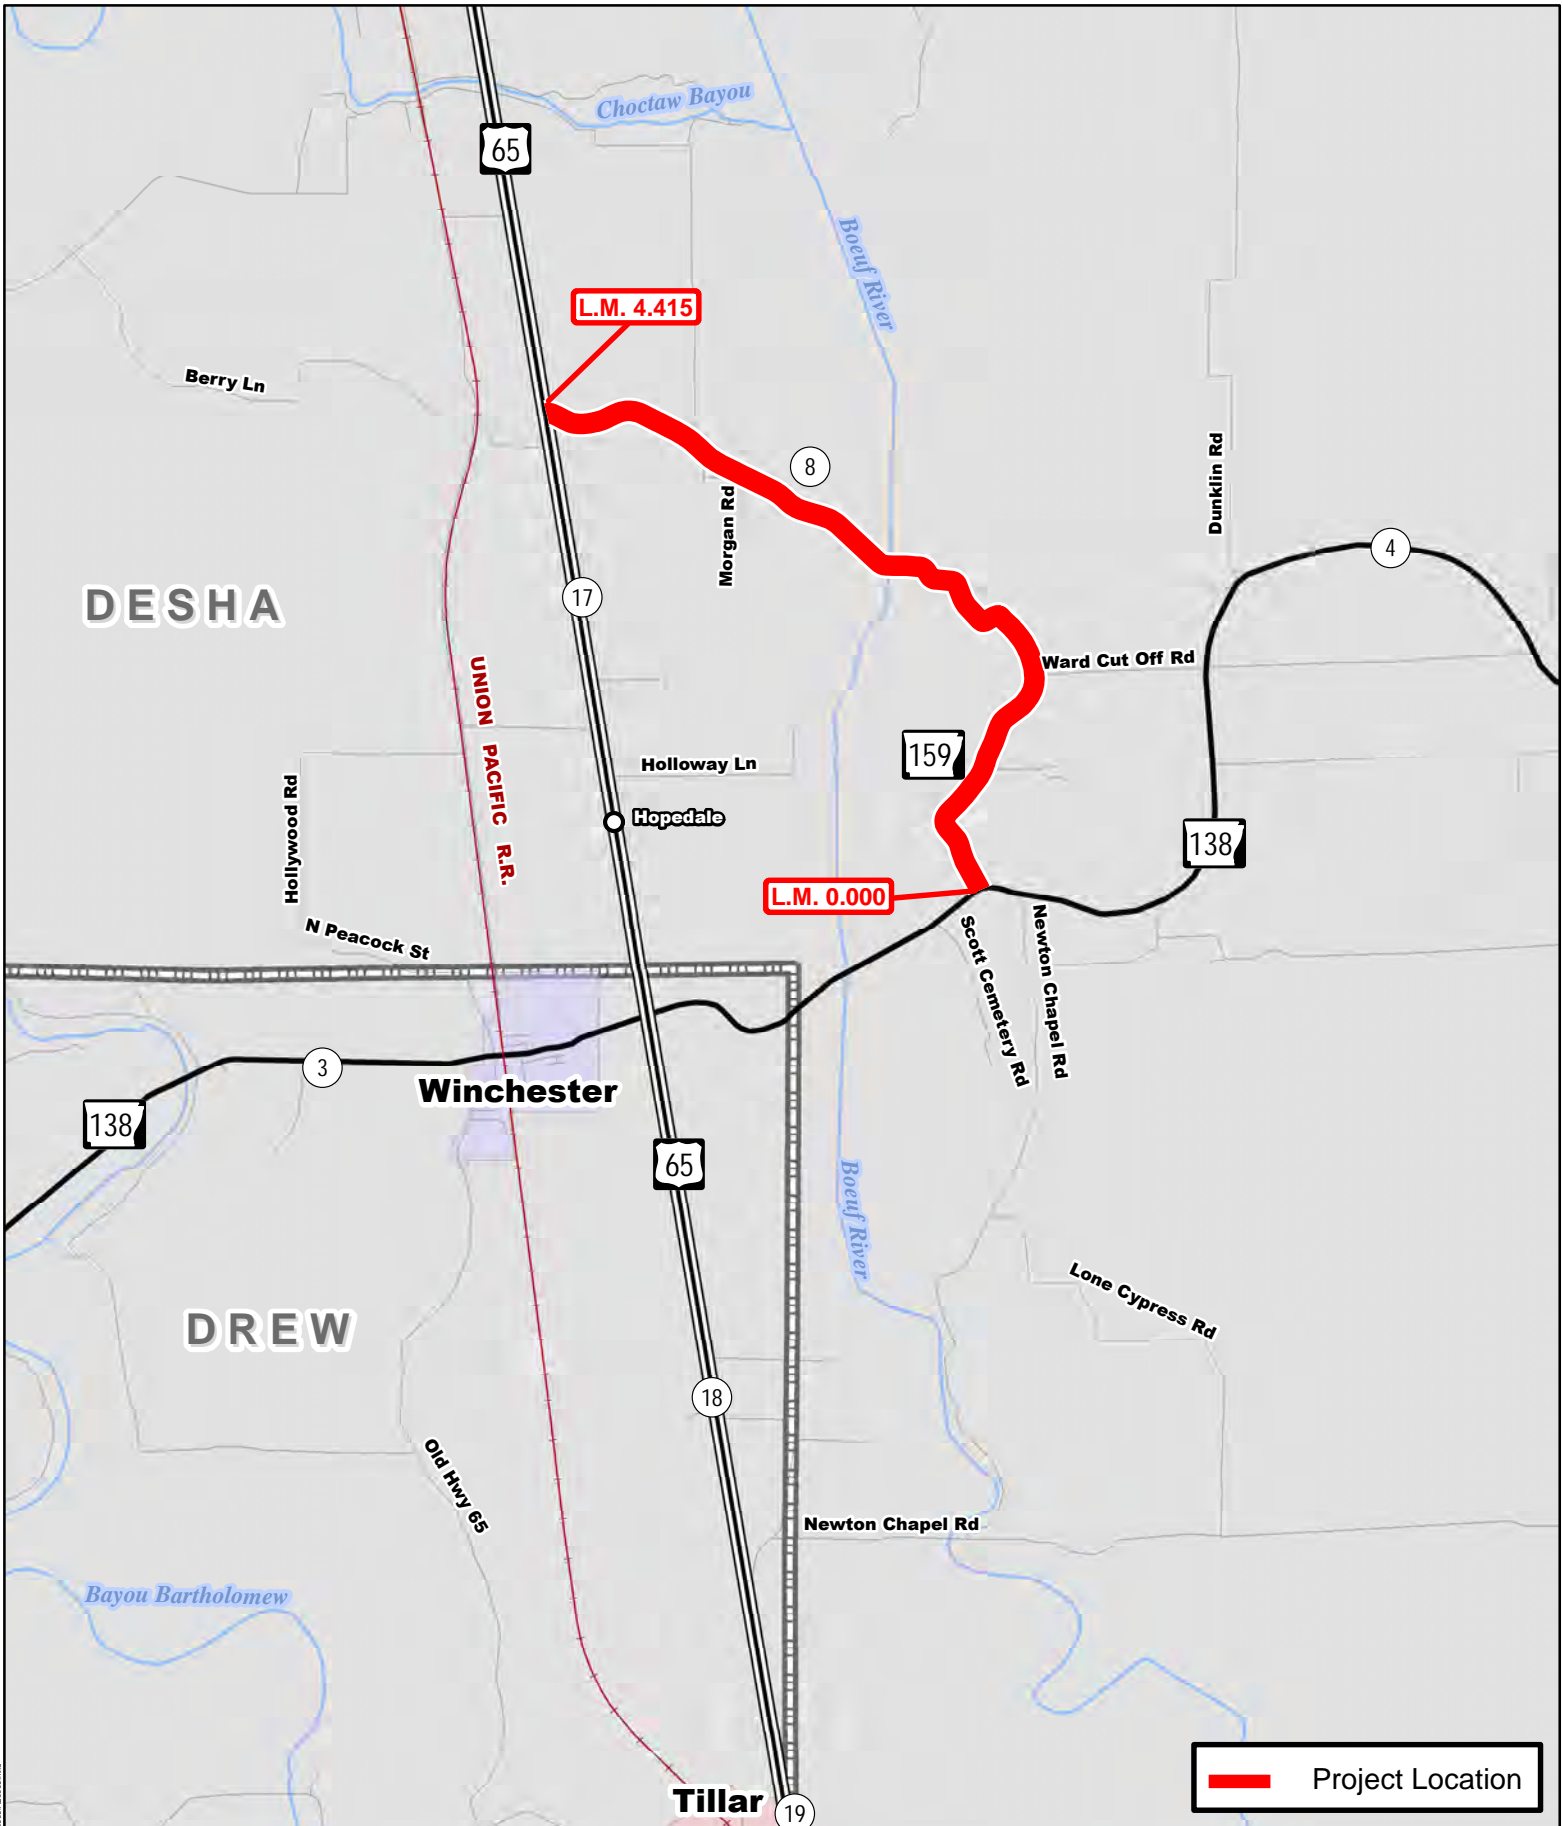 Choctaw Bayou
65
Boeuf River
L.M. 4.415
Berry Ln
8
Dunklin Rd
Morgan Rd
4
DESHA
17
UNION PACIFIC R.R.
Ward Cut Off Rd
159
Holloway Ln
Hollywood Rd
Hopedale
138
L.M. 0.000
N Peacock St
Scott Cemetery Rd
Newton Chapel Rd
3
Winchester
138
65
Boeuf River
Lone Cypress Rd
DREW
18
Old Hwy 65
Newton Chapel Rd
Bayou Bartholomew
Project Location
Tillar
19